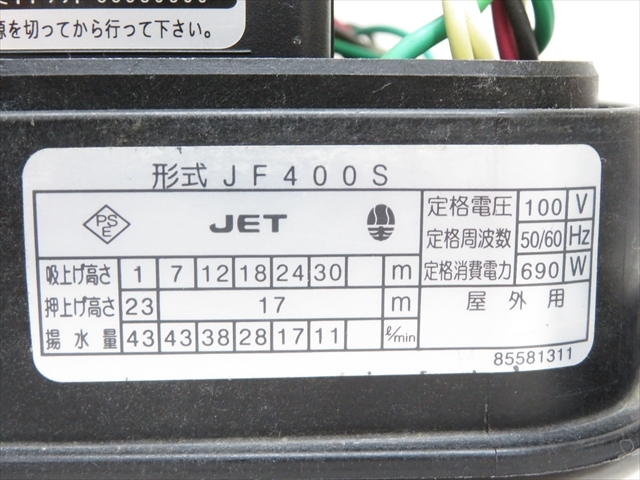 源を切ってから行って下さい。
形式 JF400S
PSE JET
定格電圧 100 V
定格周波数 50/60 Hz
定格消費電力 690 W
屋外用
吸上げ高さ 1 7 12 18 24 30 m
押上げ高さ 23 17 m
揚水量 43 43 38 28 17 11 ℓ/min
85581311